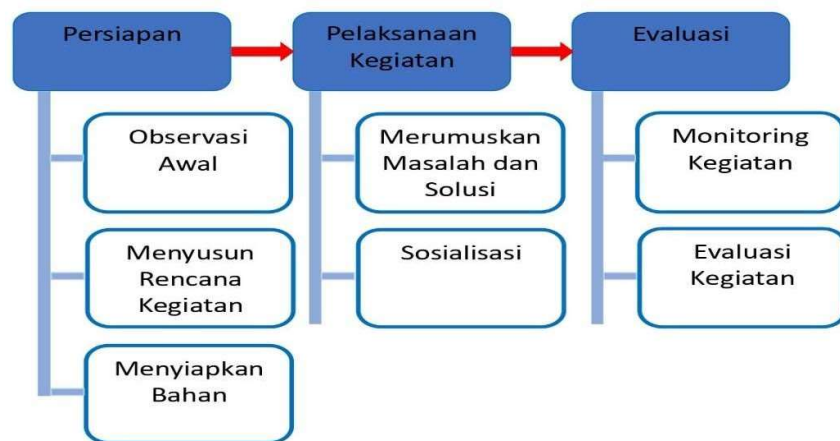 Persiapan
Observasi
Awal
Menyusun
Rencana
Kegiatan
Menyiapkan
Bahan
Pelaksanaan
Kegiatan
Merumuskan
Masalah dan
Solusi
Sosialisasi
Evaluasi
Monitoring
Kegiatan
Evaluasi
Kegiatan